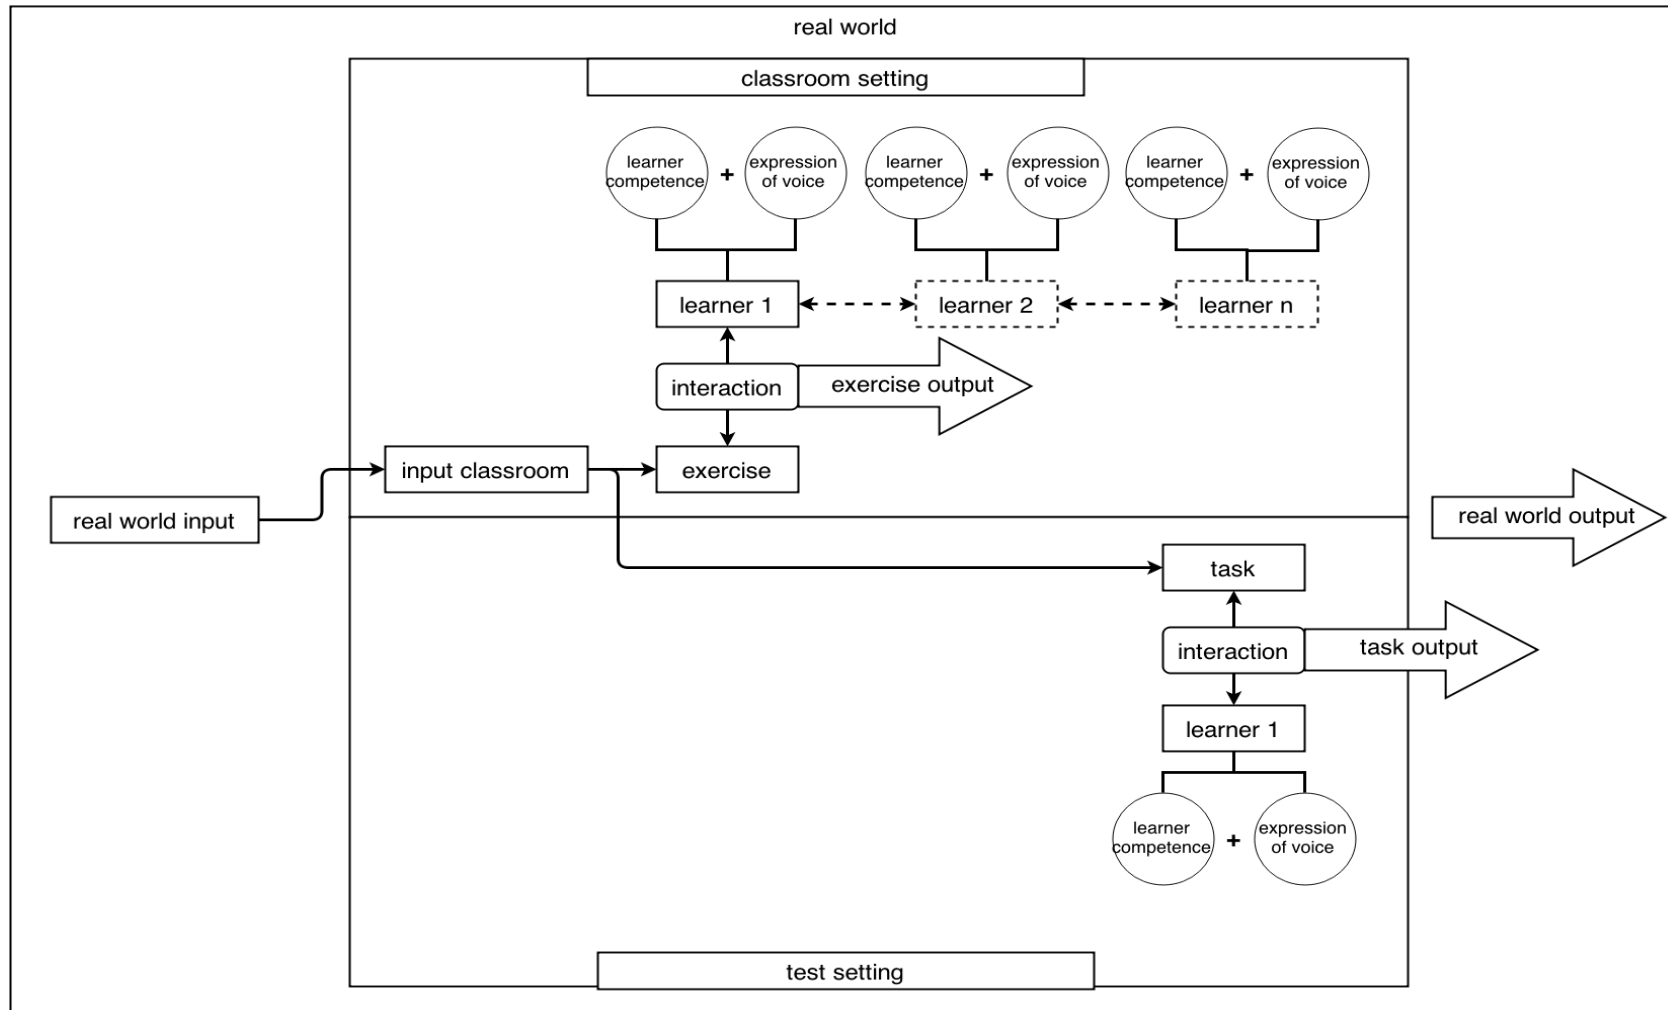 real world
classroom setting
learner
competence
+
expression
of voice
learner
competence
+
expression
of voice
learner
competence
+
expression
of voice
learner 1
learner 2
learner n
interaction
exercise output
input classroom
exercise
real world input
real world output
task
interaction
task output
learner 1
learner
competence
+
expression
of voice
test setting